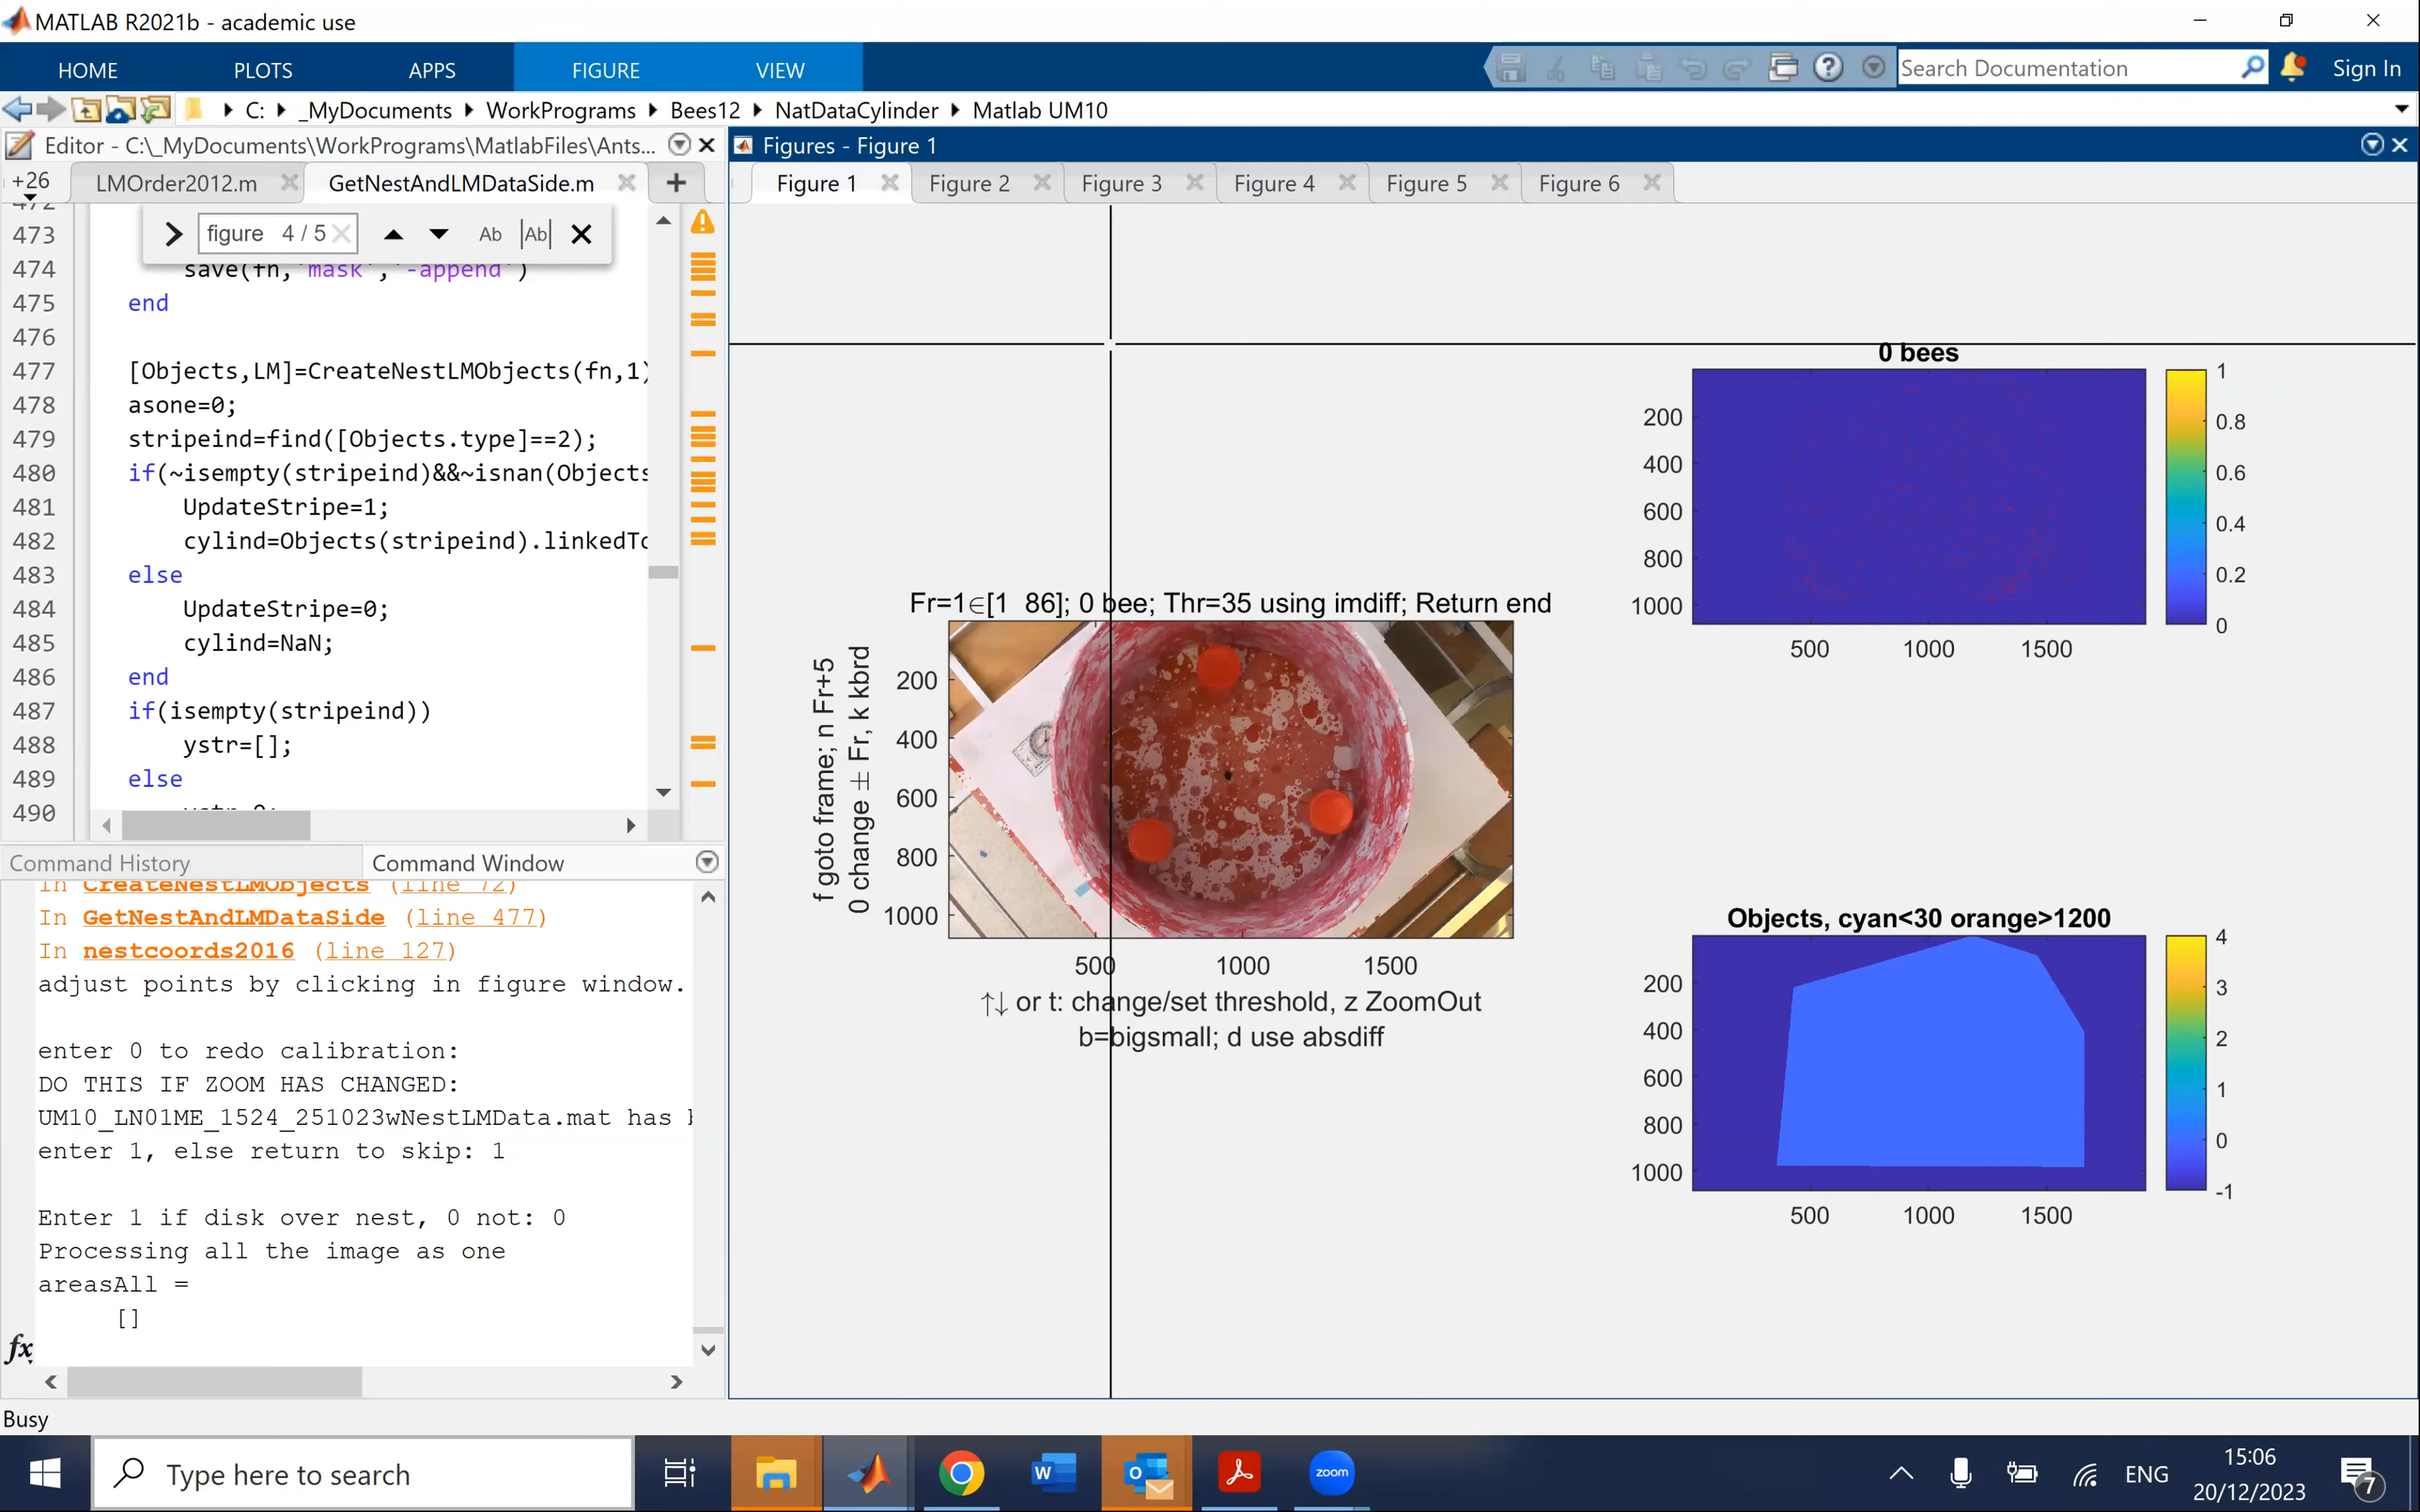 MATLAB R2021b - academic use
HOME PLOTS APPS FIGURE VIEW
Search Documentation
Sign In
C: _MyDocuments WorkPrograms Bees12 NatDataCylinder Matlab UM10
Editor - C:\_MyDocuments\WorkPrograms\MatlabFiles\Ants...
+26 LMOrder2012.m GetNestAndLMDataSide.m +
figure 4 / 5
Ab Ab
472
473
474 save(fn,'mask','-append')
475 end
476
477 [Objects,LM]=CreateNestLMObjects(fn,1)
478 asone=0;
479 stripeind=find([Objects.type]==2);
480 if(~isempty(stripeind)&&~isnan(Objects
481 UpdateStripe=1;
482 cylind=Objects(stripeind).linkedTo
483 else
484 UpdateStripe=0;
485 cylind=NaN;
486 end
487 if(isempty(stripeind))
488 ystr=[];
489 else
490
Command History Command Window
In CreateNestLMObjects (line 72)
In GetNestAndLMDataSide (line 477)
In nestcoords2016 (line 127)
adjust points by clicking in figure window.
enter 0 to redo calibration:
DO THIS IF ZOOM HAS CHANGED:
UM10_LN01ME_1524_251023wNestLMData.mat has
enter 1, else return to skip: 1
Enter 1 if disk over nest, 0 not: 0
Processing all the image as one
areasAll =
[]
fx
Busy
Figures - Figure 1
Figure 1 Figure 2 Figure 3 Figure 4 Figure 5 Figure 6
Fr=1∈[1 86]; 0 bee; Thr=35 using imdiff; Return end
f goto frame; n Fr+5
0 change ± Fr, k kbrd
200
400
600
800
1000
500 1000 1500
↑↓ or t: change/set threshold, z ZoomOut
b=bigsmall; d use absdiff
0 bees
200
400
600
800
1000
500 1000 1500
1
0.8
0.6
0.4
0.2
0
Objects, cyan<30 orange>1200
200
400
600
800
1000
500 1000 1500
4
3
2
1
0
-1
Type here to search
W
O
zoom
ENG
15:06
20/12/2023
7